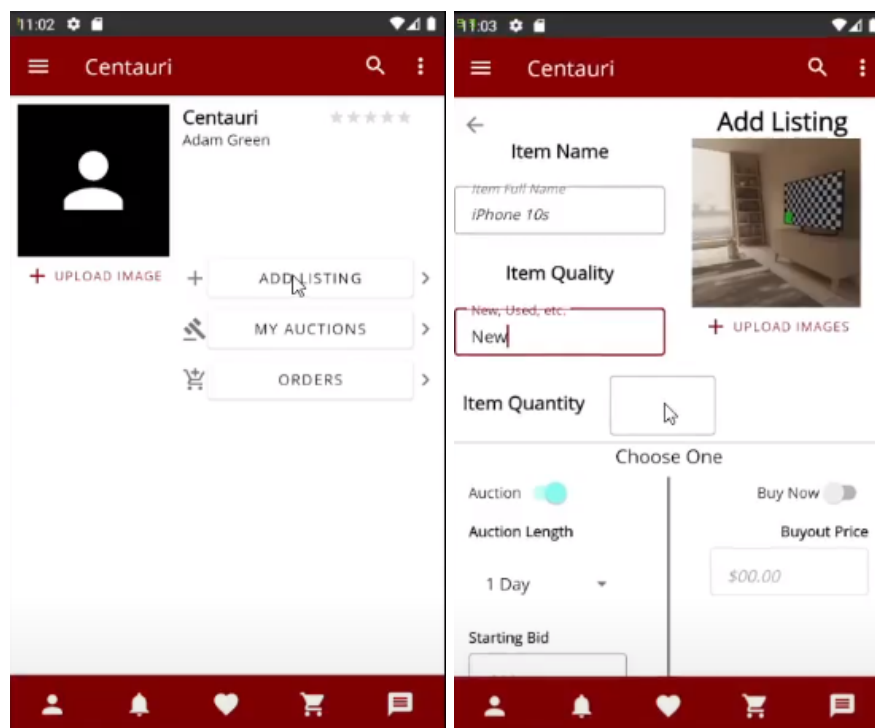 11:02
Centauri
Centauri
Adam Green
UPLOAD IMAGE
ADD LISTING
MY AUCTIONS
ORDERS
11:03
Centauri
Add Listing
Item Name
Item Full Name
iPhone 10s
Item Quality
New, Used, etc.
New
UPLOAD IMAGES
Item Quantity
Choose One
Auction
Buy Now
Auction Length
Buyout Price
1 Day
$00.00
Starting Bid